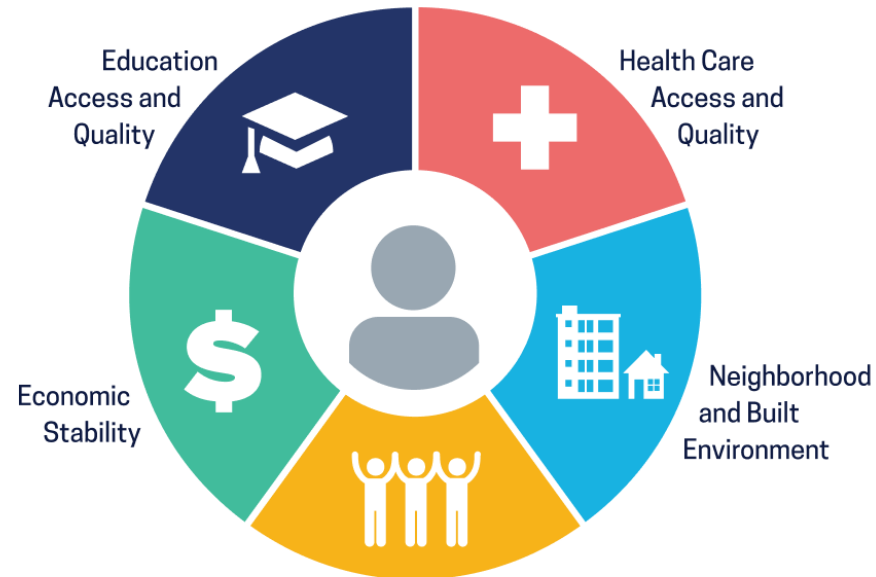 Education
Access and
Quality
Health Care
Access and
Quality
Economic
Stability
Neighborhood
and Built
Environment
$